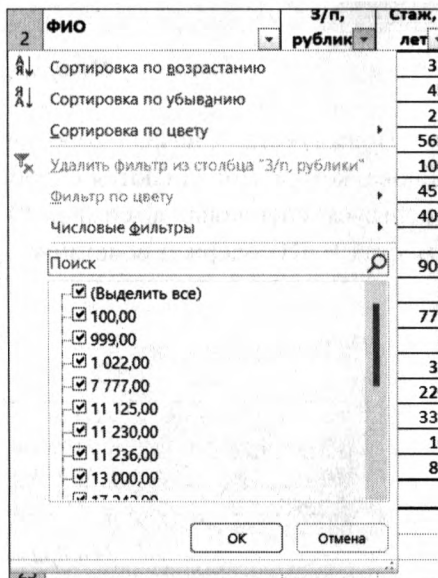 2 ФИО З/п, рублик Стаж, лет
Сортировка по возрастанию
Сортировка по убыванию
Сортировка по цвету
Удалить фильтр из столбца "З/п, рублики"
Фильтр по цвету
Числовые фильтры
Поиск
(Выделить все)
100,00
999,00
1 022,00
7 777,00
11 125,00
11 230,00
11 236,00
13 000,00
ОК Отмена
3
4
2
56
10
45
40
90
77
3
22
33
1
8